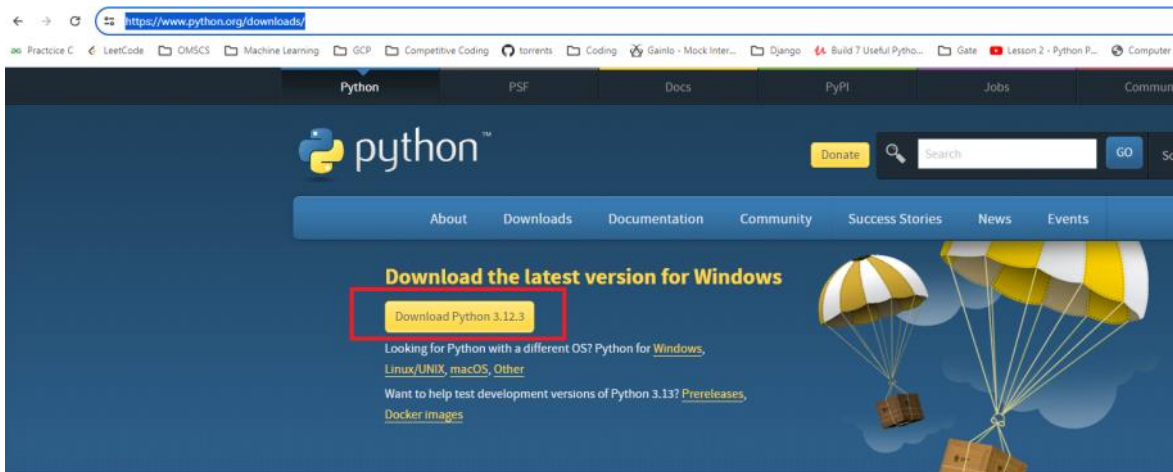 https://www.python.org/downloads/
Practcice C LeetCode OMSCS Machine Learning GCP Competitive Coding torrents Coding Gainlo - Mock Inter... Django Build 7 Useful Pytho... Gate Lesson 2 - Python P... Computer
Python PSF Docs PyPI Jobs Commun
python™
Donate Search GO
About Downloads Documentation Community Success Stories News Events
Download the latest version for Windows
Download Python 3.12.3
Looking for Python with a different OS? Python for Windows,
Linux/UNIX, macOS, Other
Want to help test development versions of Python 3.13? Prereleases,
Docker images